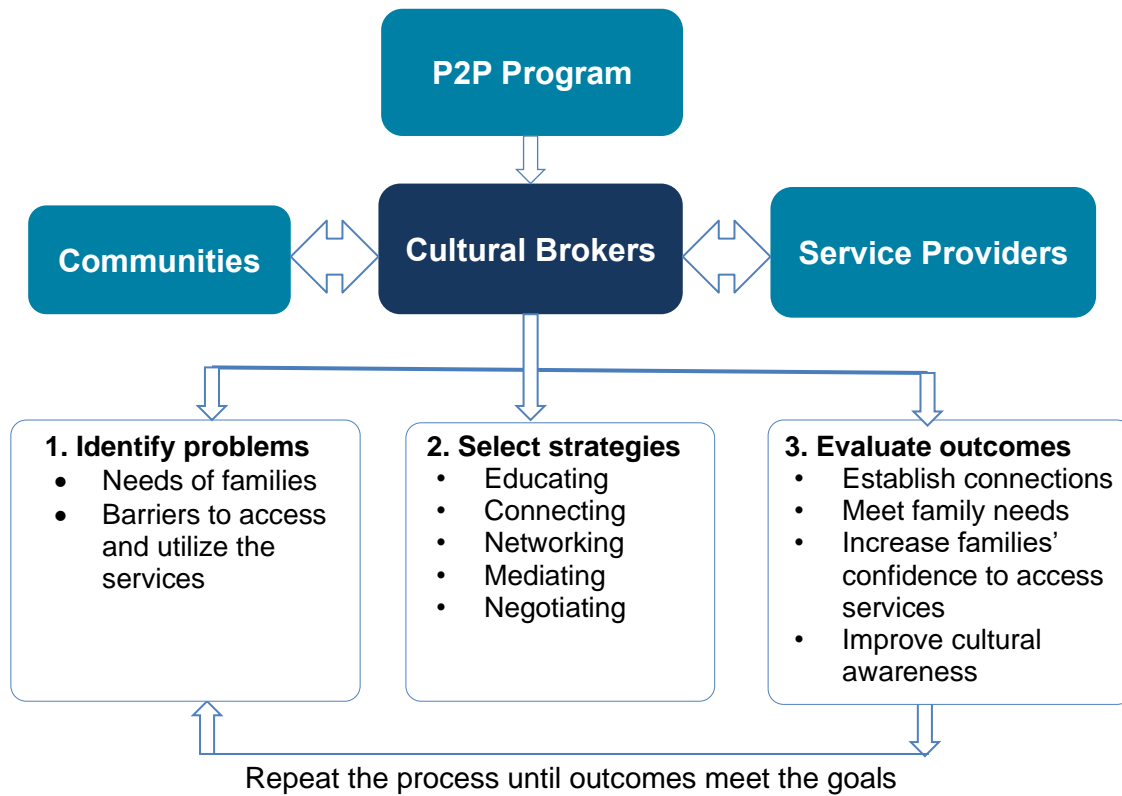 P2P Program
Communities
Cultural Brokers
Service Providers
1. Identify problems
• Needs of families
• Barriers to access
and utilize the
services
2. Select strategies
• Educating
• Connecting
• Networking
• Mediating
• Negotiating
3. Evaluate outcomes
• Establish connections
• Meet family needs
• Increase families’
confidence to access
services
• Improve cultural
awareness
Repeat the process until outcomes meet the goals